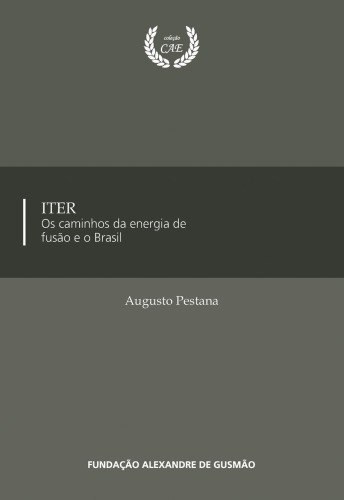 coleção
CAE
ITER
Os caminhos da energia de
fusão e o Brasil
Augusto Pestana
FUNDAÇÃO ALEXANDRE DE GUSMÃO